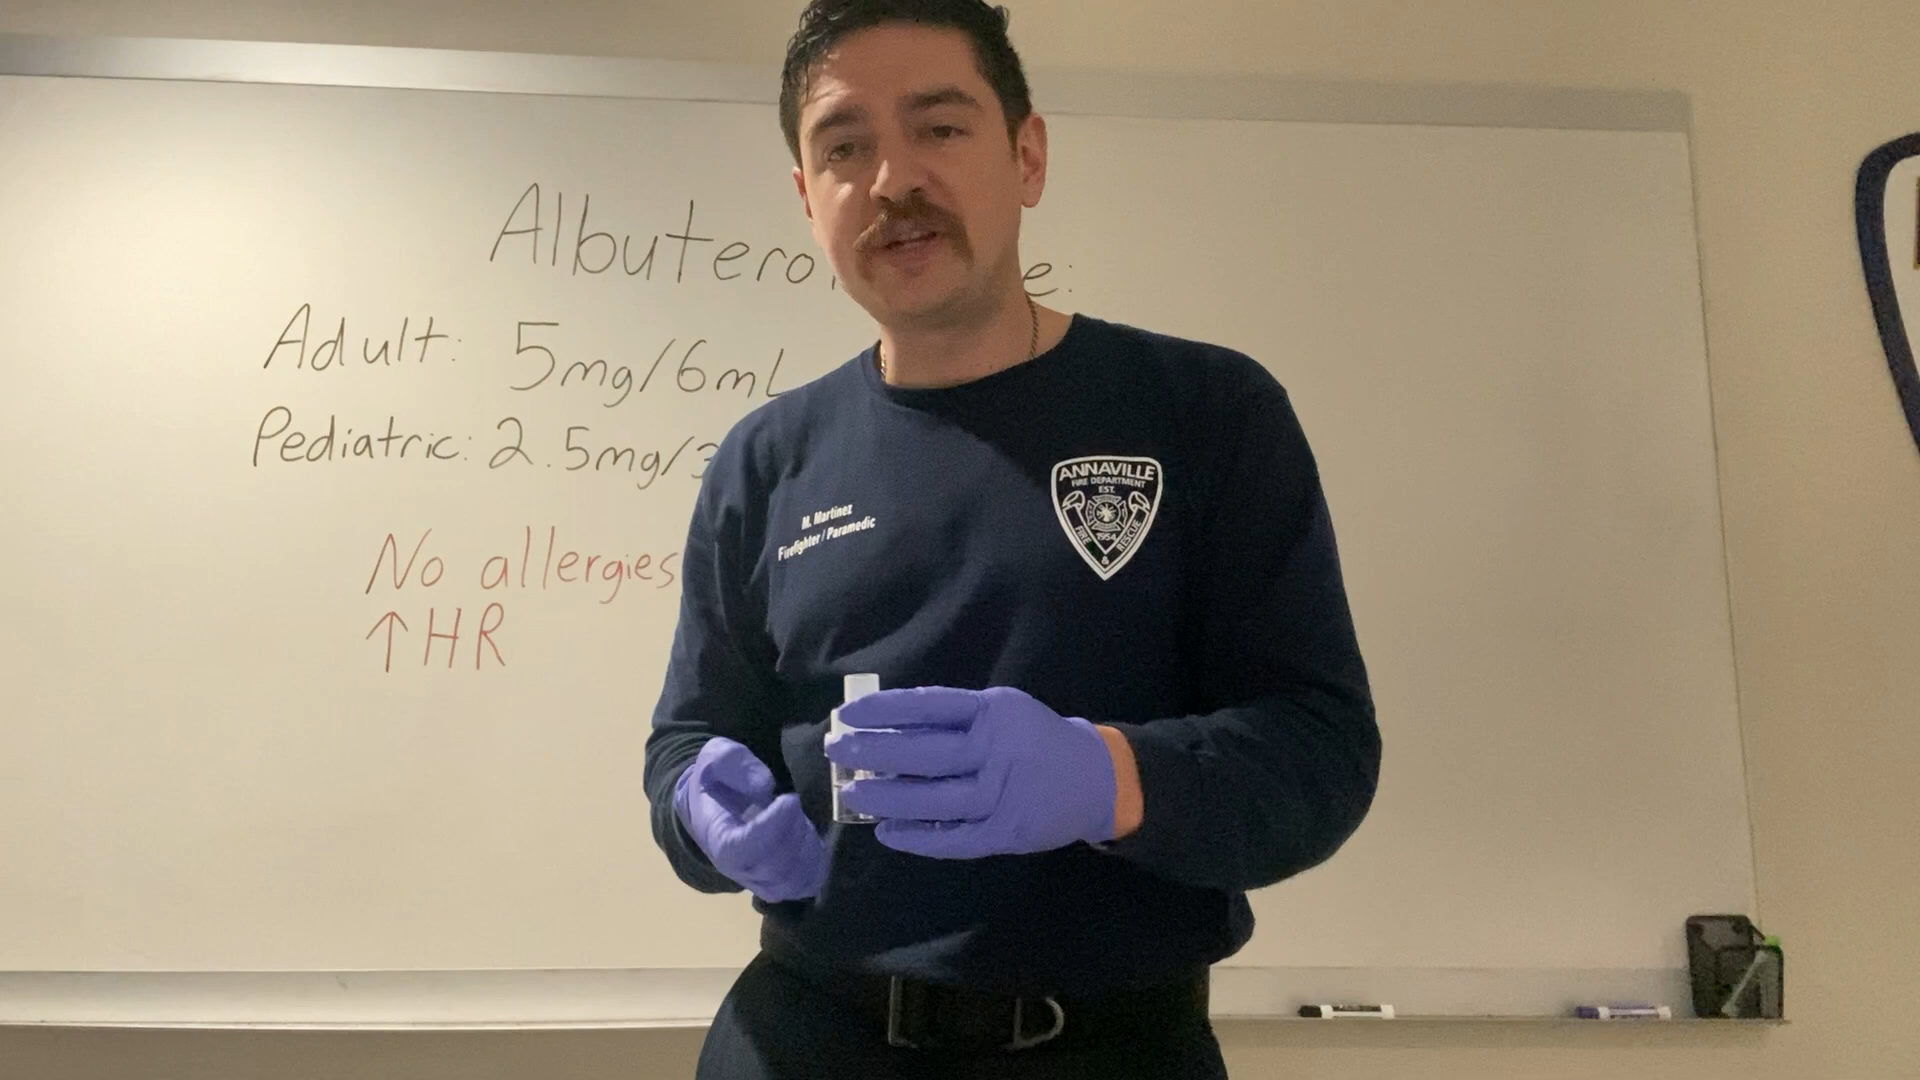 Albutero e:
Adult: 5mg/6mL
Pediatric: 2.5mg/3
No allergies
↑HR
M. Martinez
Firefighter / Paramedic
ANNAVILLE
FIRE DEPARTMENT
EST.
1954
FIRE & RESCUE